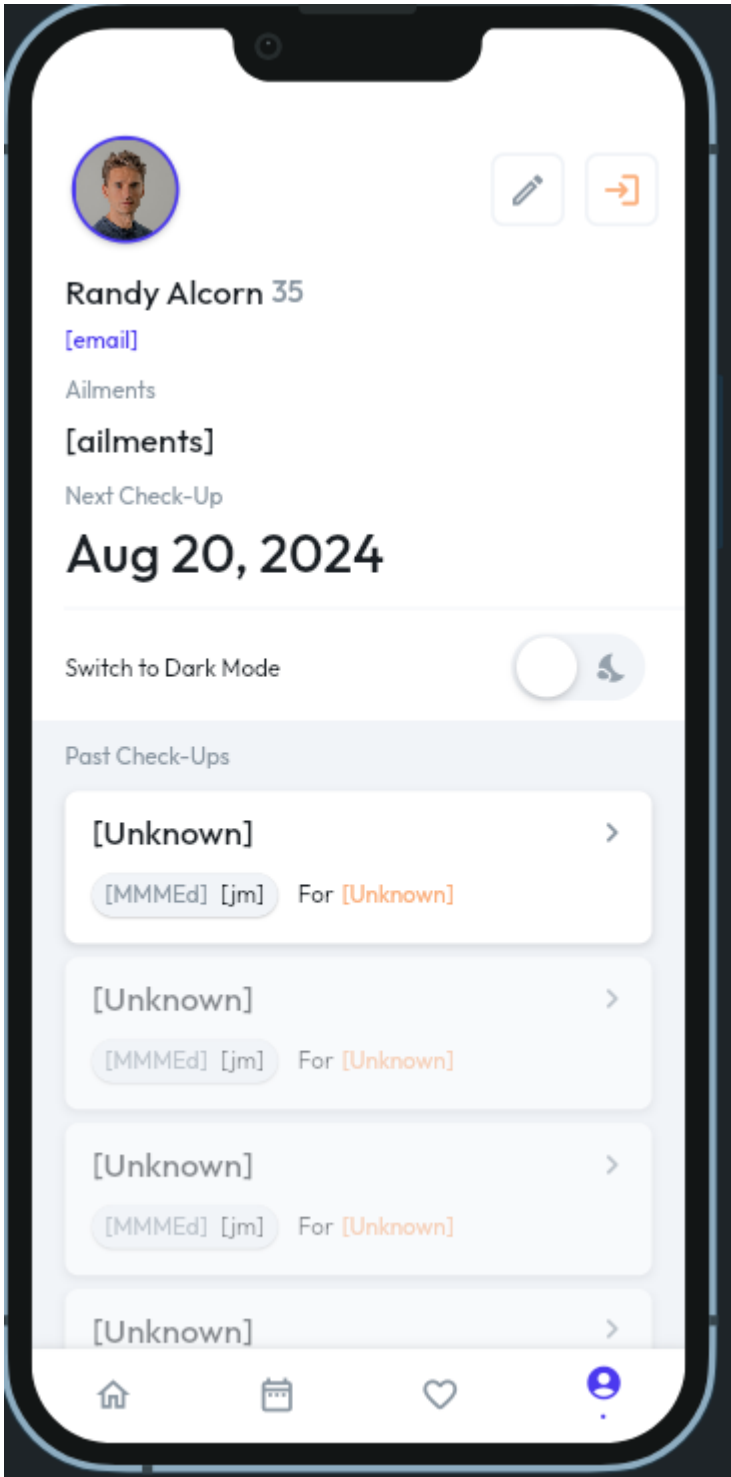 Randy Alcorn 35
[email]
Ailments
[ailments]
Next Check-Up
Aug 20, 2024
Switch to Dark Mode
Past Check-Ups
[Unknown]
[MMMEd] [jm] For [Unknown]
[Unknown]
[MMMEd] [jm] For [Unknown]
[Unknown]
[MMMEd] [jm] For [Unknown]
[Unknown]